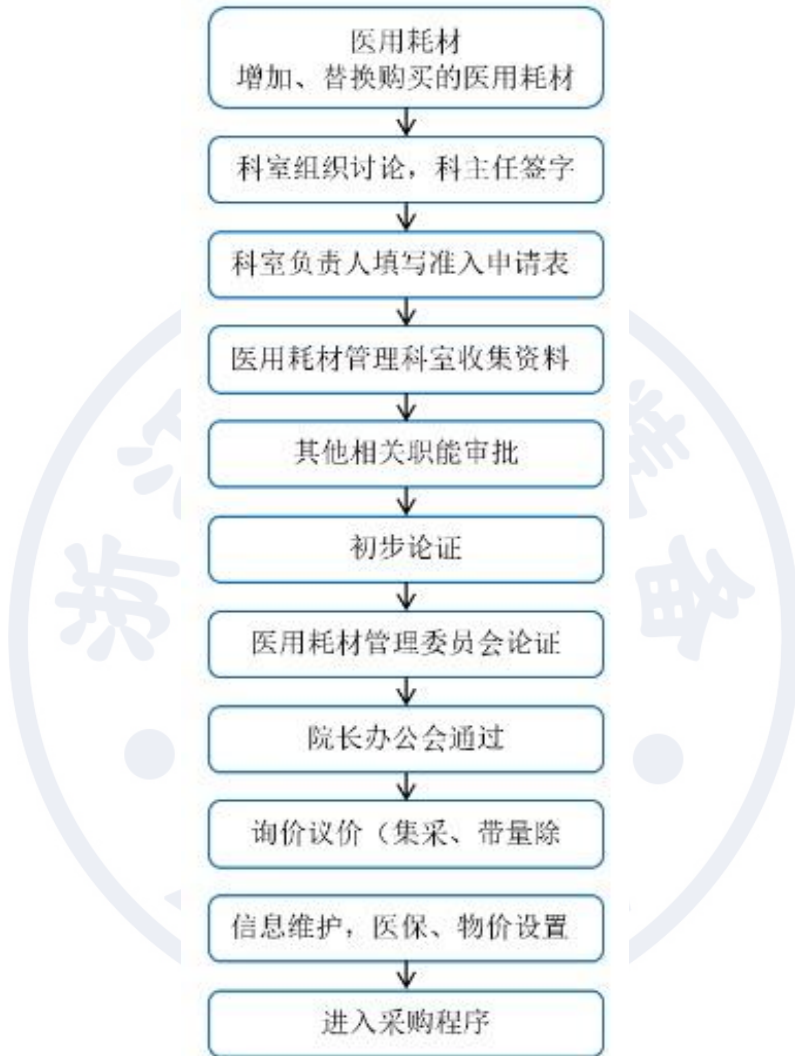 医用耗材
增加、替换购买的医用耗材
科室组织讨论，科主任签字
科室负责人填写准入申请表
医用耗材管理科室收集资料
其他相关职能审批
初步论证
医用耗材管理委员会论证
院长办公会通过
询价议价（集采、带量除
信息维护，医保、物价设置
进入采购程序
浙
备